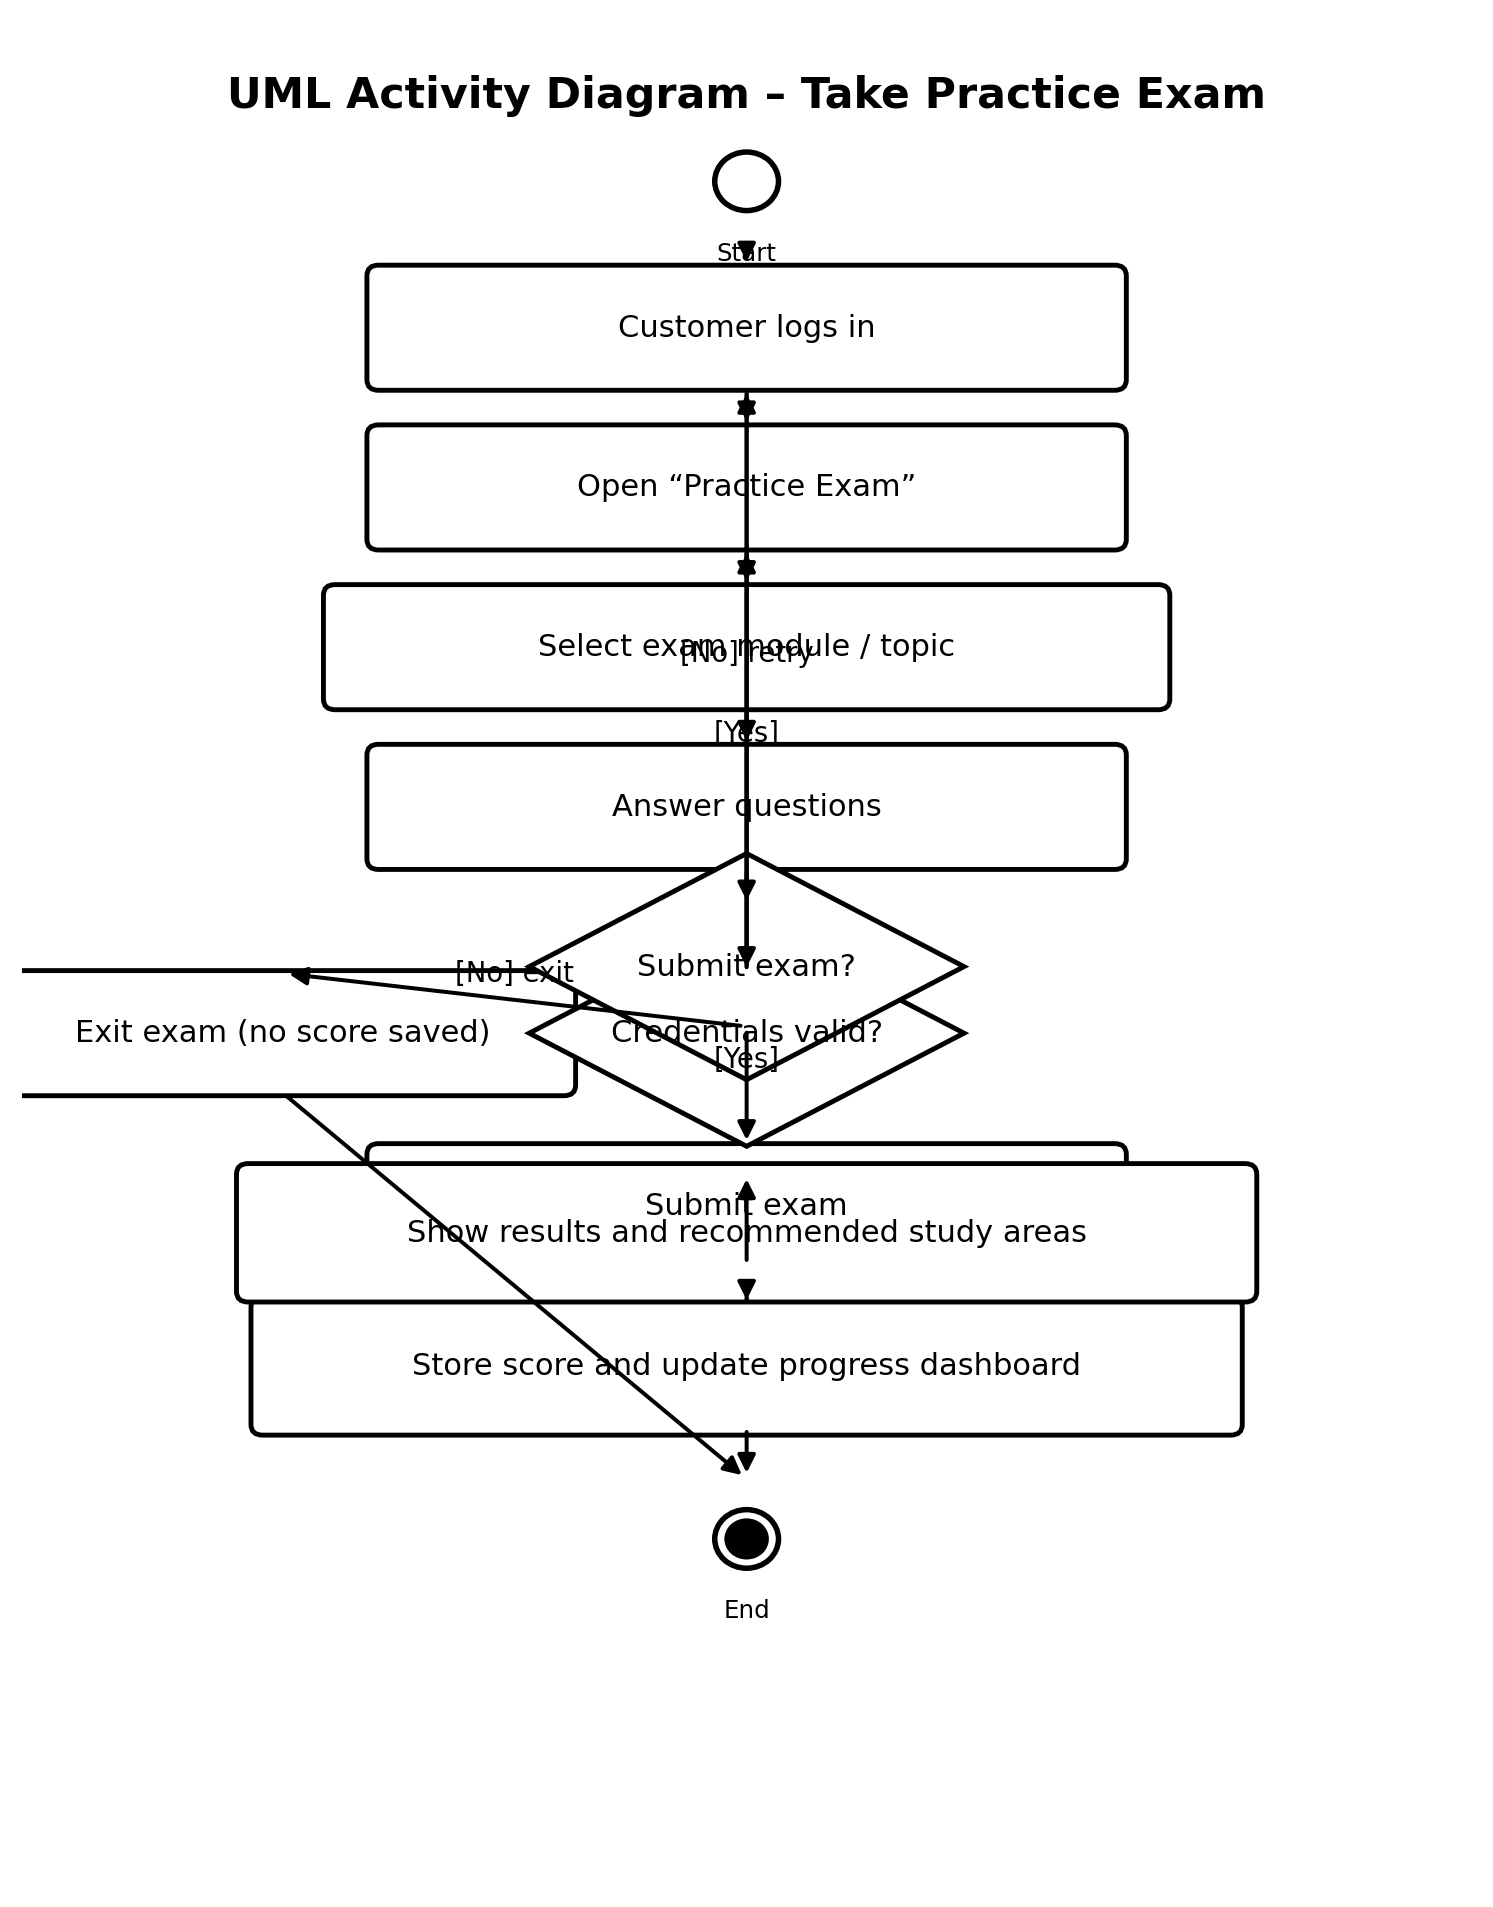 UML Activity Diagram – Take Practice Exam
Start
Customer logs in
Open “Practice Exam”
Select exam module / topic
[No] retry
[Yes]
Answer questions
Submit exam?
[No] exit
Exit exam (no score saved)
Credentials valid?
[Yes]
Submit exam
Show results and recommended study areas
Store score and update progress dashboard
End